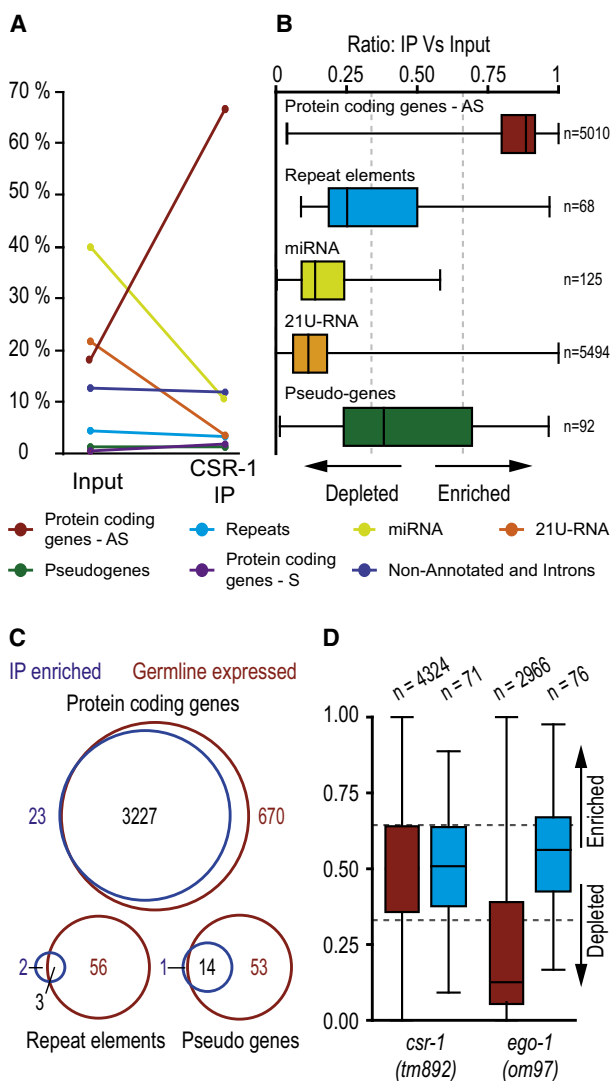 A
70 %
60 %
50 %
40 %
30 %
20 %
10 %
0
Input
CSR-1
IP
B
Ratio: IP Vs Input
0
0.25
0.5
0.75
1
Protein coding genes - AS
n=5010
Repeat elements
n=68
miRNA
n=125
21U-RNA
n=5494
Pseudo-genes
n=92
Depleted
Enriched
Protein coding
genes - AS
Repeats
miRNA
21U-RNA
Pseudogenes
Protein coding
genes - S
Non-Annotated and Introns
C
IP enriched
Germline expressed
Protein coding genes
23
3227
670
2
3
56
1
14
53
Repeat elements
Pseudo genes
D
n = 4324
n = 71
n = 2966
n = 76
1.00
0.75
0.50
0.25
0.00
Enriched
Depleted
csr-1
(tm892)
ego-1
(om97)